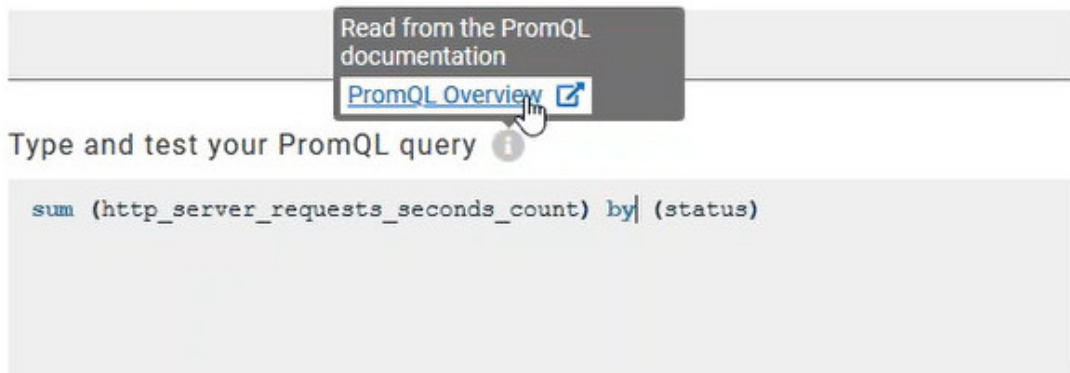 Read from the PromQL
documentation
PromQL Overview
Type and test your PromQL query
sum (http_server_requests_seconds_count) by (status)